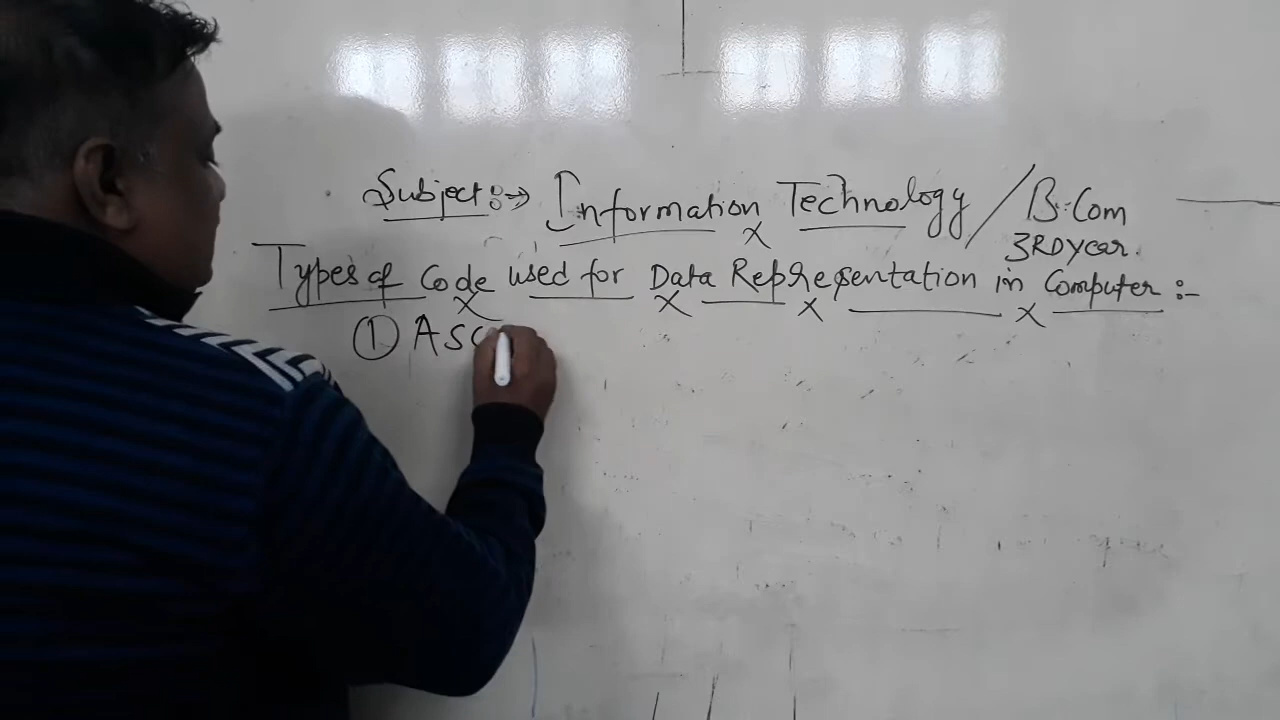 Subject:→ Information Technology / B.Com
3RD Year.
Types of Code used for Data Representation in Computer :-
① ASC